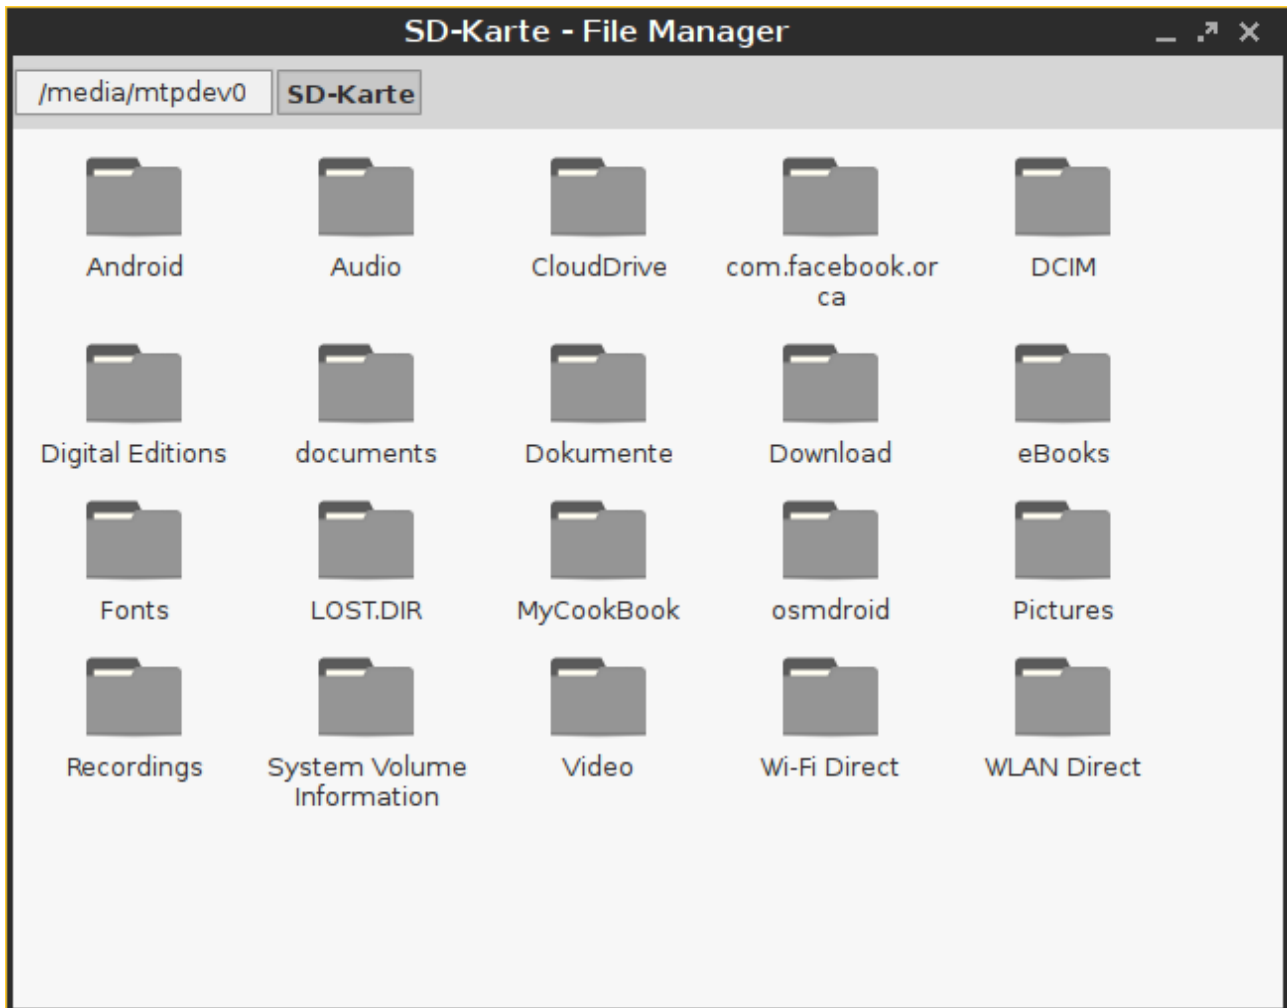 SD-Karte - File Manager
/media/mtpdev0 SD-Karte
Android Audio CloudDrive com.facebook.or
ca DCIM
Digital Editions documents Dokumente Download eBooks
Fonts LOST.DIR MyCookBook osmdroid Pictures
Recordings System Volume
Information Video Wi-Fi Direct WLAN Direct